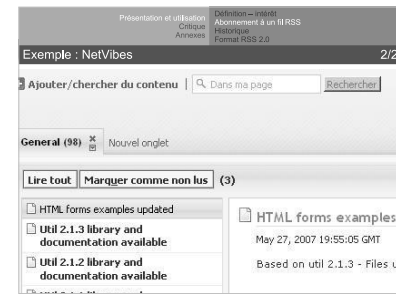 Présentation et utilisation
Critique
Annexes
Définition – intérêt
Abonnement à un fil RSS
Historique
Format RSS 2.0
Exemple : NetVibes 2/2
Ajouter/chercher du contenu | Dans ma page Rechercher
General (98) Nouvel onglet
Lire tout Marquer comme non lus (3)
HTML forms examples updated
Util 2.1.3 library and
documentation available
Util 2.1.2 library and
documentation available
HTML forms examples
May 27, 2007 19:55:05 GMT
Based on util 2.1.3 - Files